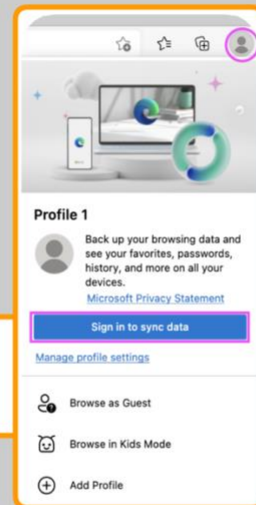 Profile 1
Back up your browsing data and
see your favorites, passwords,
history, and more on all your
devices.
Microsoft Privacy Statement
Sign in to sync data
Manage profile settings
Browse as Guest
Browse in Kids Mode
Add Profile